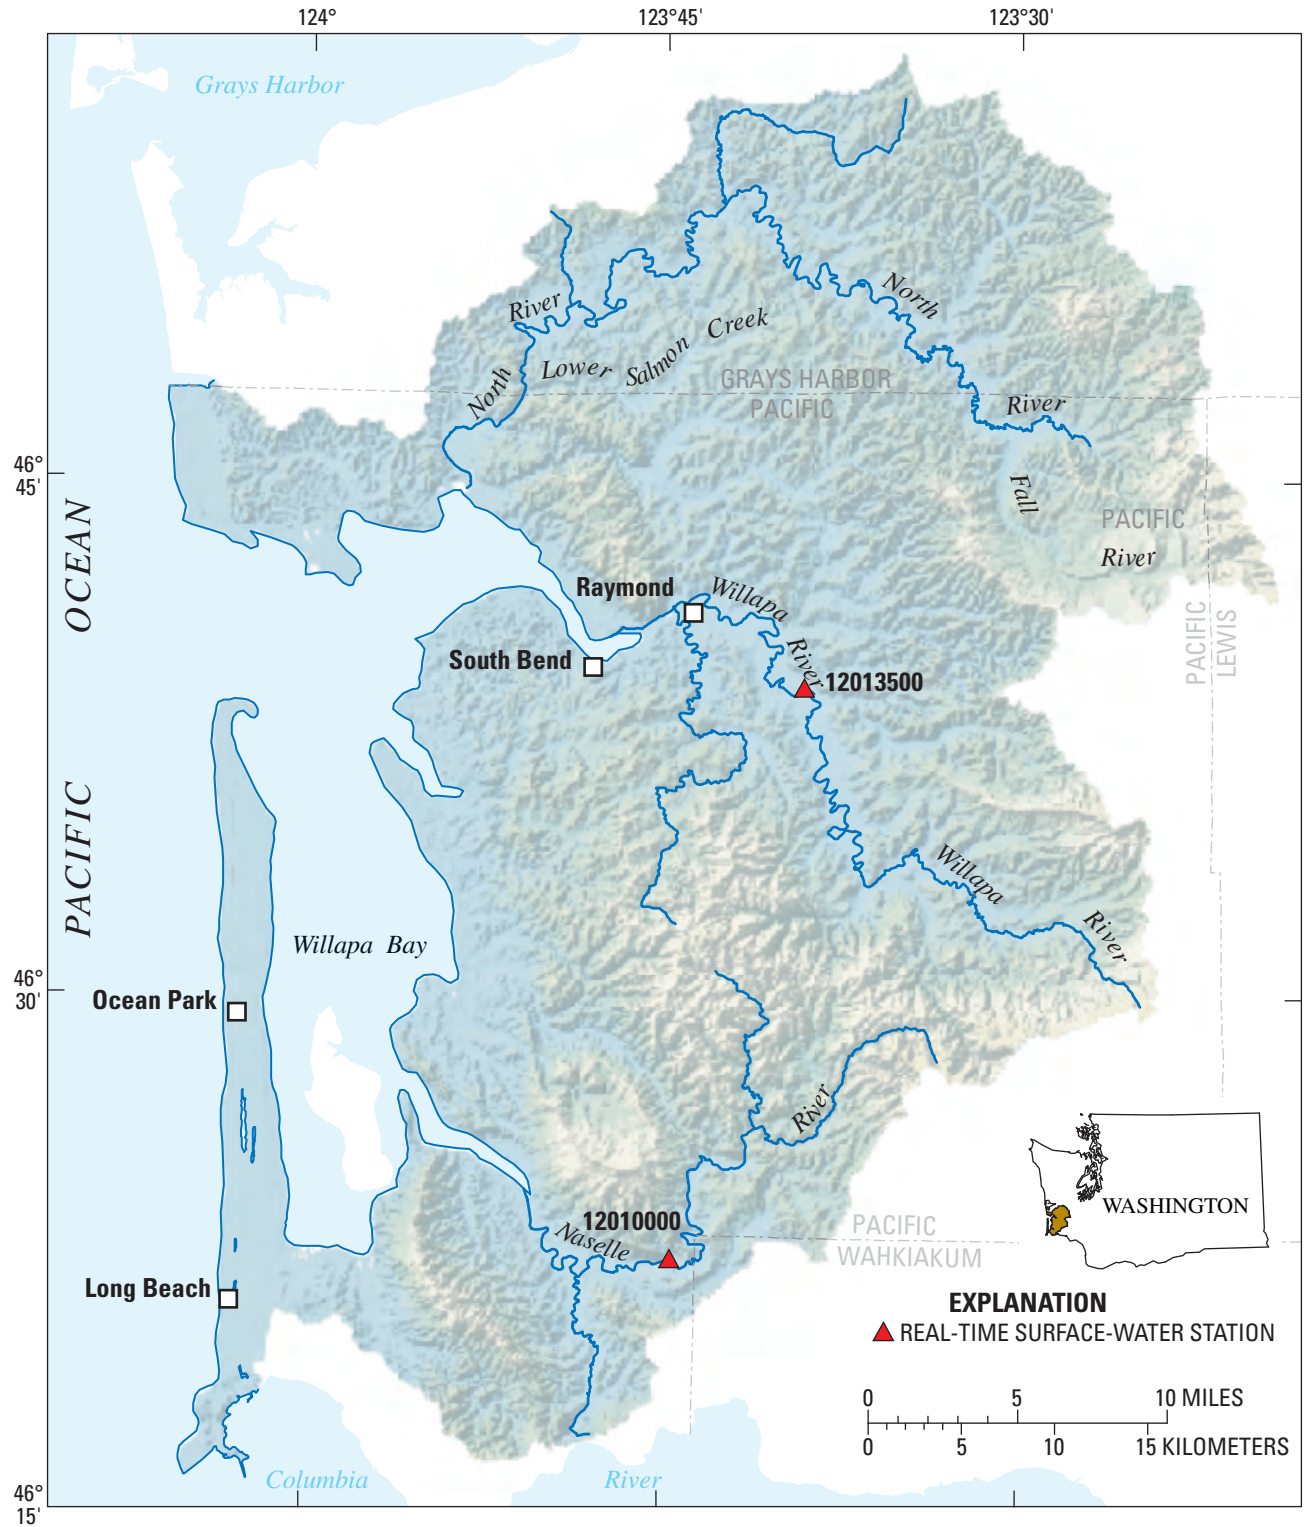 124°
123°45'
123°30'
Grays Harbor
North
River
River
Lower
Salmon
Creek
North
GRAYS HARBOR
PACIFIC
River
46°
45'
Fall
PACIFIC
River
OCEAN
Raymond
Willapa
River
PACIFIC
LEWIS
South Bend
12013500
PACIFIC
Willapa
River
Willapa Bay
46°
30'
Ocean Park
River
WASHINGTON
12010000
Naselle
PACIFIC
WAHKIAKUM
Long Beach
EXPLANATION
REAL-TIME SURFACE-WATER STATION
0 5 10 MILES
0 5 10 15 KILOMETERS
Columbia
River
46°
15'